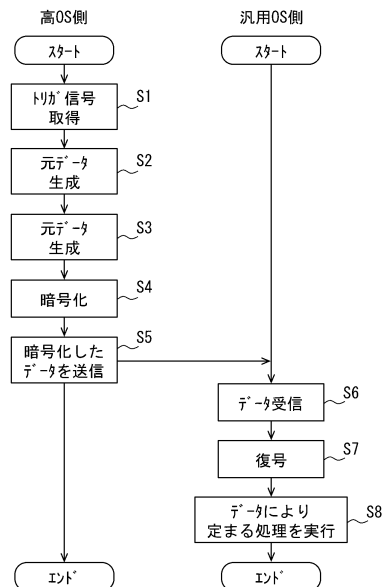 高OS側
汎用OS側
スタート
スタート
トリガ信号
取得
S1
元データ
生成
S2
元データ
生成
S3
暗号化
S4
暗号化した
データを送信
S5
データ受信
S6
復号
S7
データにより
定まる処理を実行
S8
エンド
エンド